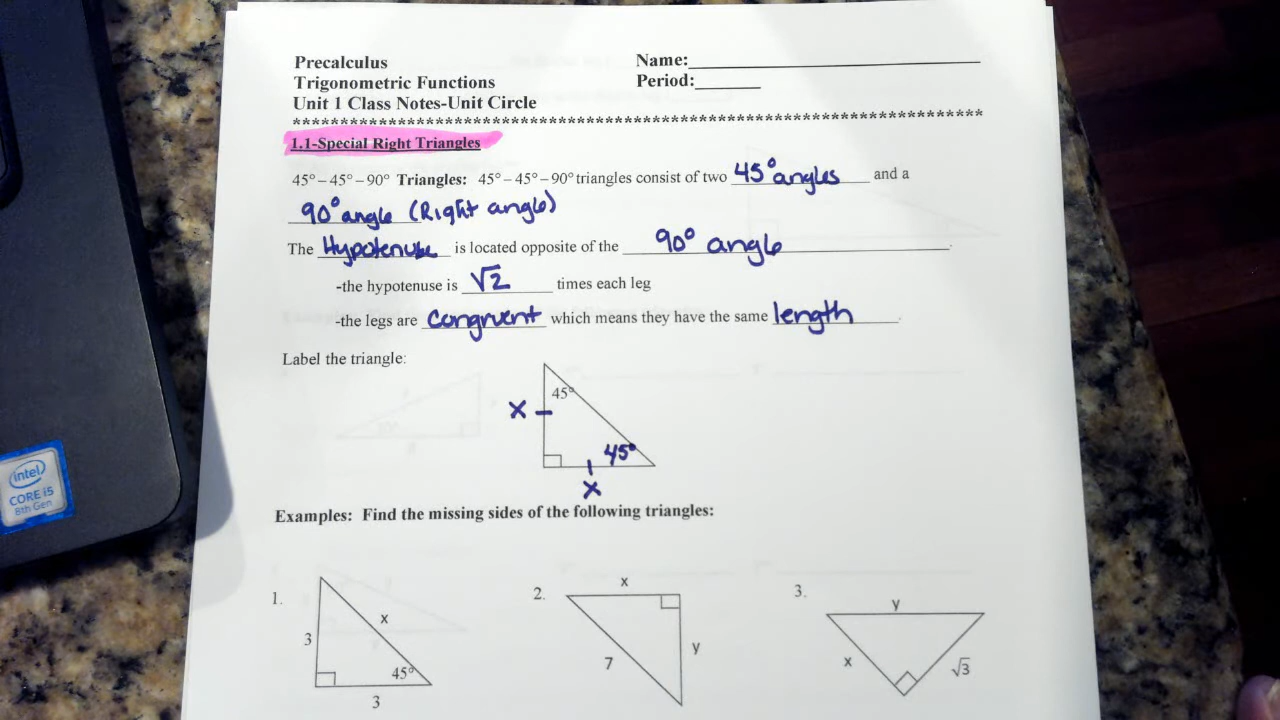 Precalculus Name:
Trigonometric Functions Period:
Unit 1 Class Notes-Unit Circle
****************************************************************************
1.1-Special Right Triangles
45° – 45° – 90° Triangles: 45° – 45° – 90° triangles consist of two 45° angles and a
90° angle (Right angle)
The Hypotenuse is located opposite of the 90° angle.
-the hypotenuse is √2 times each leg
-the legs are congruent which means they have the same length.
Label the triangle:
45°
x
45°
x
Examples: Find the missing sides of the following triangles:
1.
3
x
45°
3
2.
x
7
y
3.
y
x
√3
intel
CORE i5
8th Gen